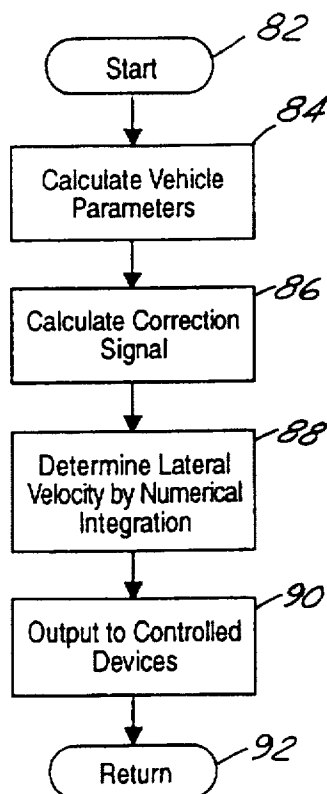 82
Start
84
Calculate Vehicle
Parameters
86
Calculate Correction
Signal
88
Determine Lateral
Velocity by Numerical
Integration
90
Output to Controlled
Devices
92
Return